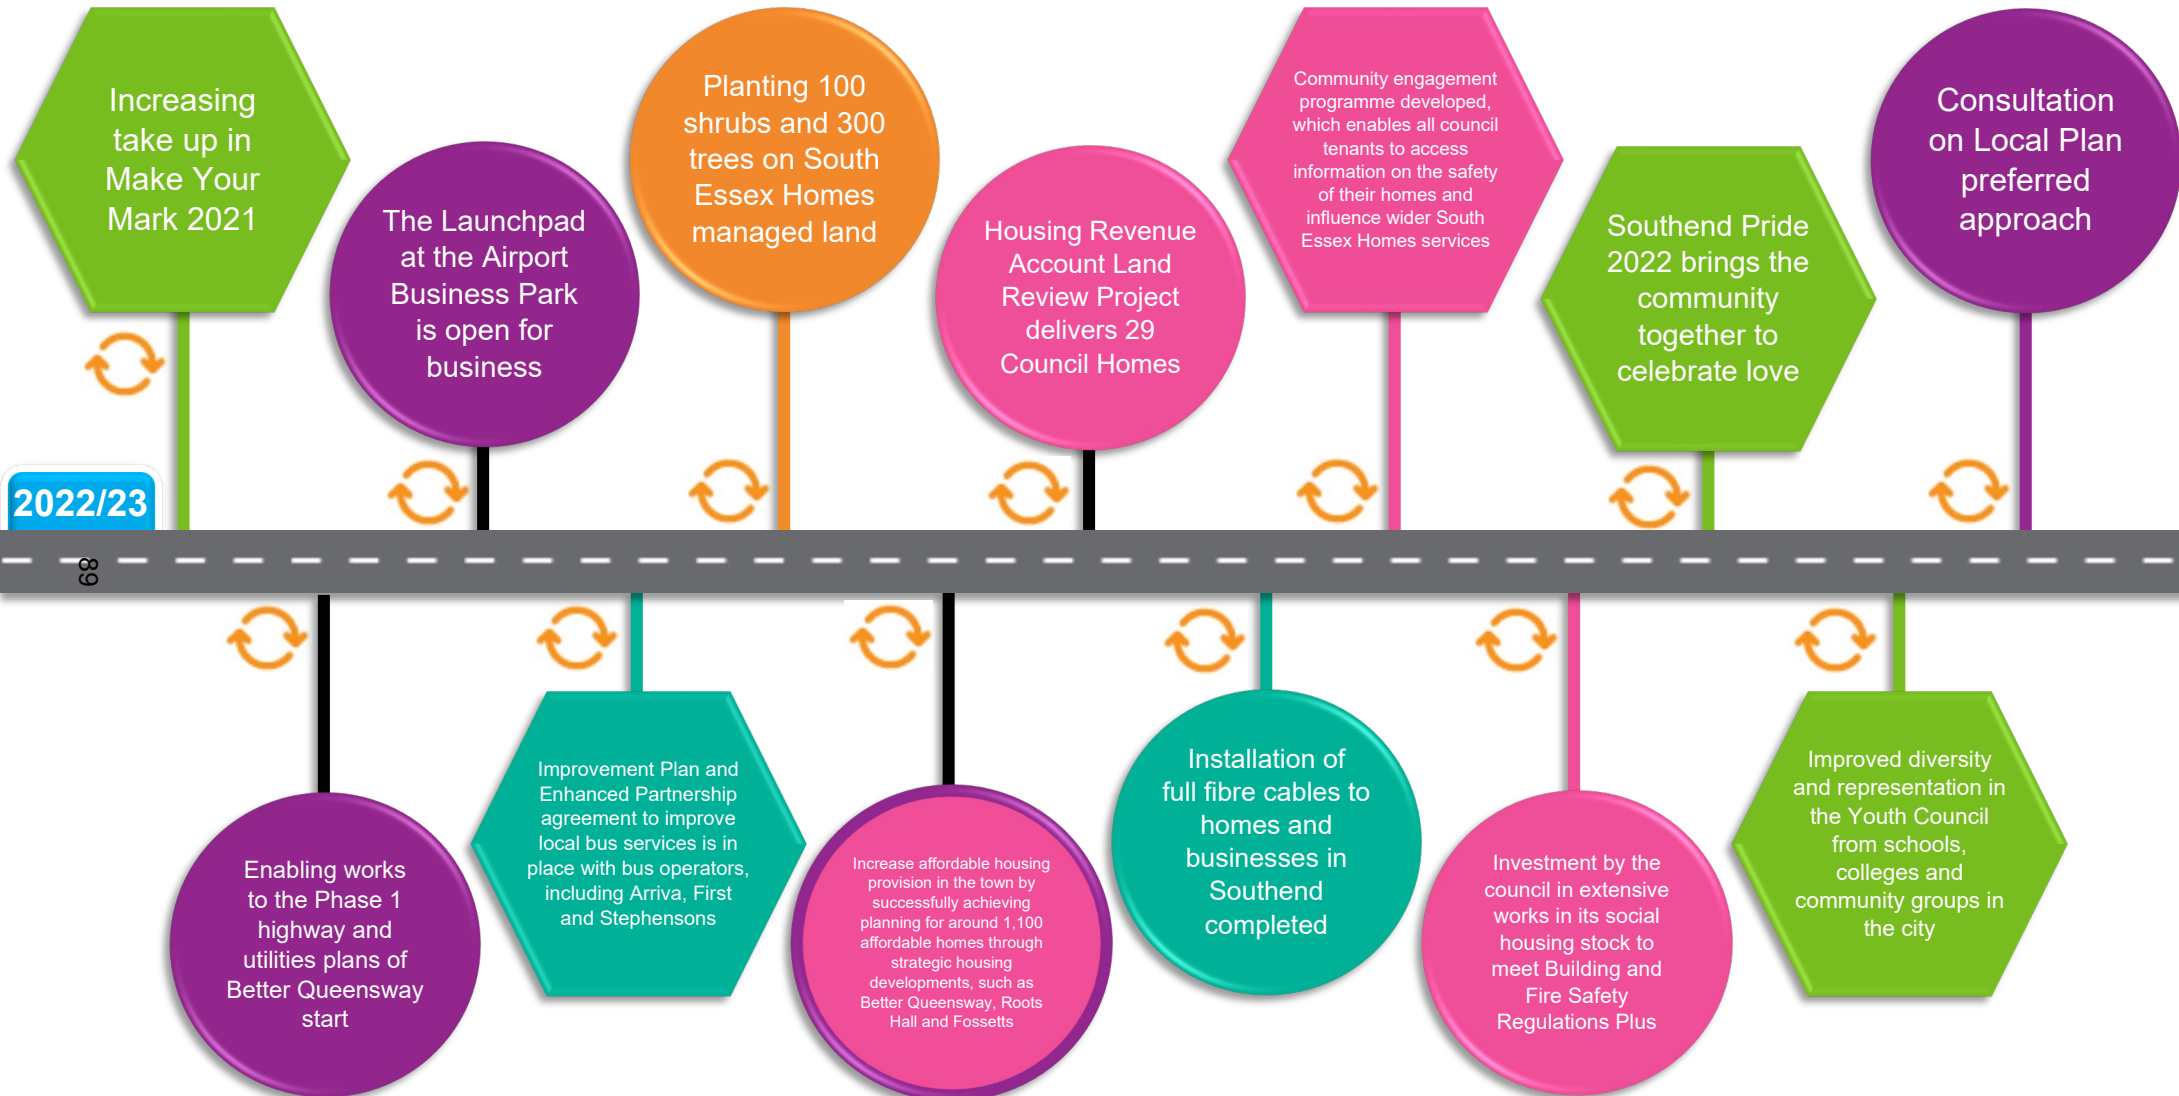 Increasing
take up in
Make Your
Mark 2021
The Launchpad
at the Airport
Business Park
is open for
business
Planting 100
shrubs and 300
trees on South
Essex Homes
managed land
Housing Revenue
Account Land
Review Project
delivers 29
Council Homes
Community engagement
programme developed,
which enables all council
tenants to access
information on the safety
of their homes and
influence wider South
Essex Homes services
Southend Pride
2022 brings the
community
together to
celebrate love
Consultation
on Local Plan
preferred
approach
2022/23
89
Enabling works
to the Phase 1
highway and
utilities plans of
Better Queensway
start
Improvement Plan and
Enhanced Partnership
agreement to improve
local bus services is in
place with bus operators,
including Arriva, First
and Stephensons
Increase affordable housing
provision in the town by
successfully achieving
planning for around 1,100
affordable homes through
strategic housing
developments, such as
Better Queensway, Roots
Hall and Fossetts
Installation of
full fibre cables to
homes and
businesses in
Southend
completed
Investment by the
council in extensive
works in its social
housing stock to
meet Building and
Fire Safety
Regulations Plus
Improved diversity
and representation in
the Youth Council
from schools,
colleges and
community groups in
the city